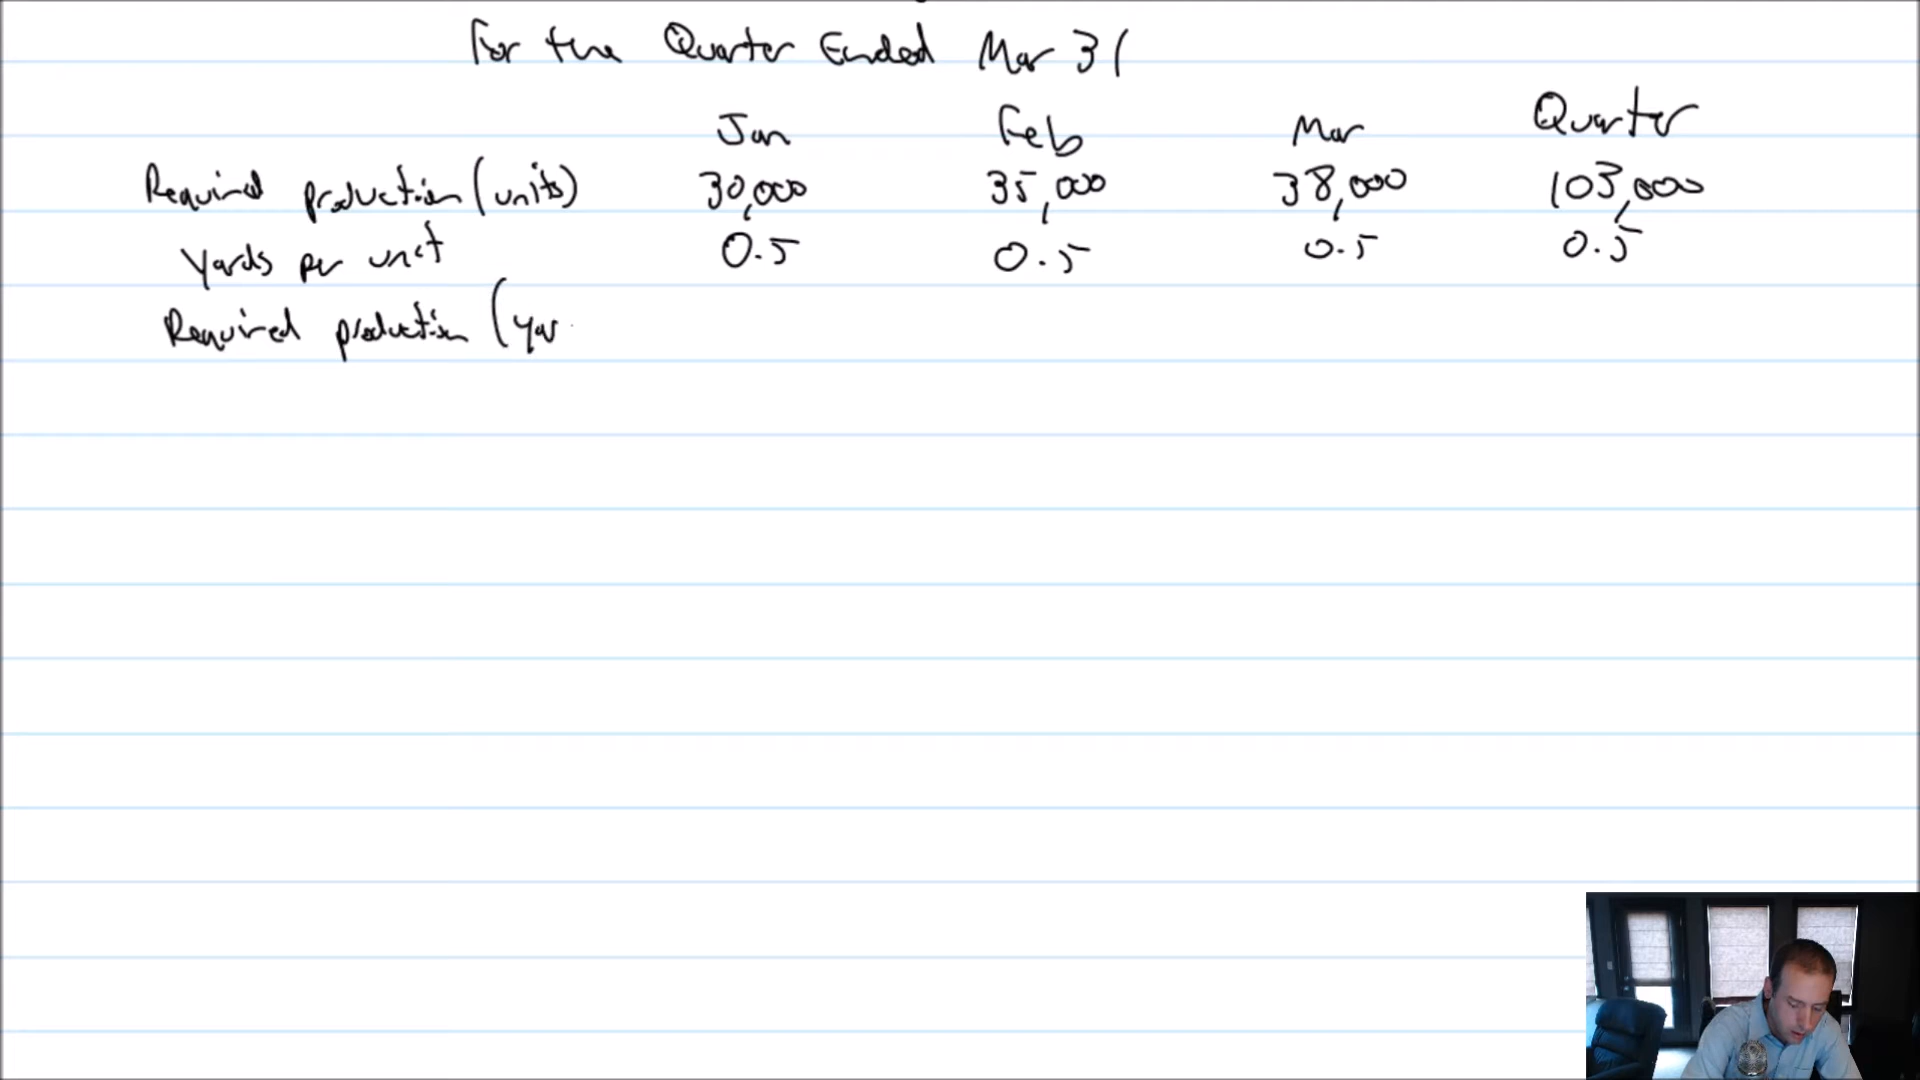 For the Quarter Ended Mar 31
Jan Feb Mar Quarter
Required production (units) 30,000 35,000 38,000 103,000
Yards per unit 0.5 0.5 0.5 0.5
Required production (yar